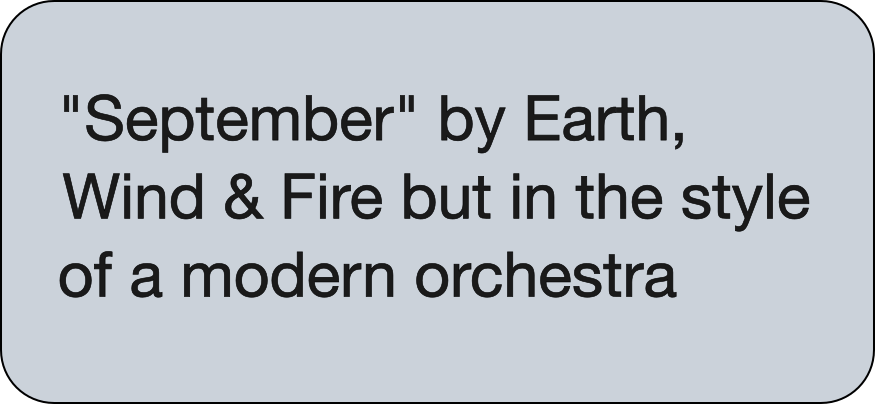 "September" by Earth,
Wind & Fire but in the style
of a modern orchestra